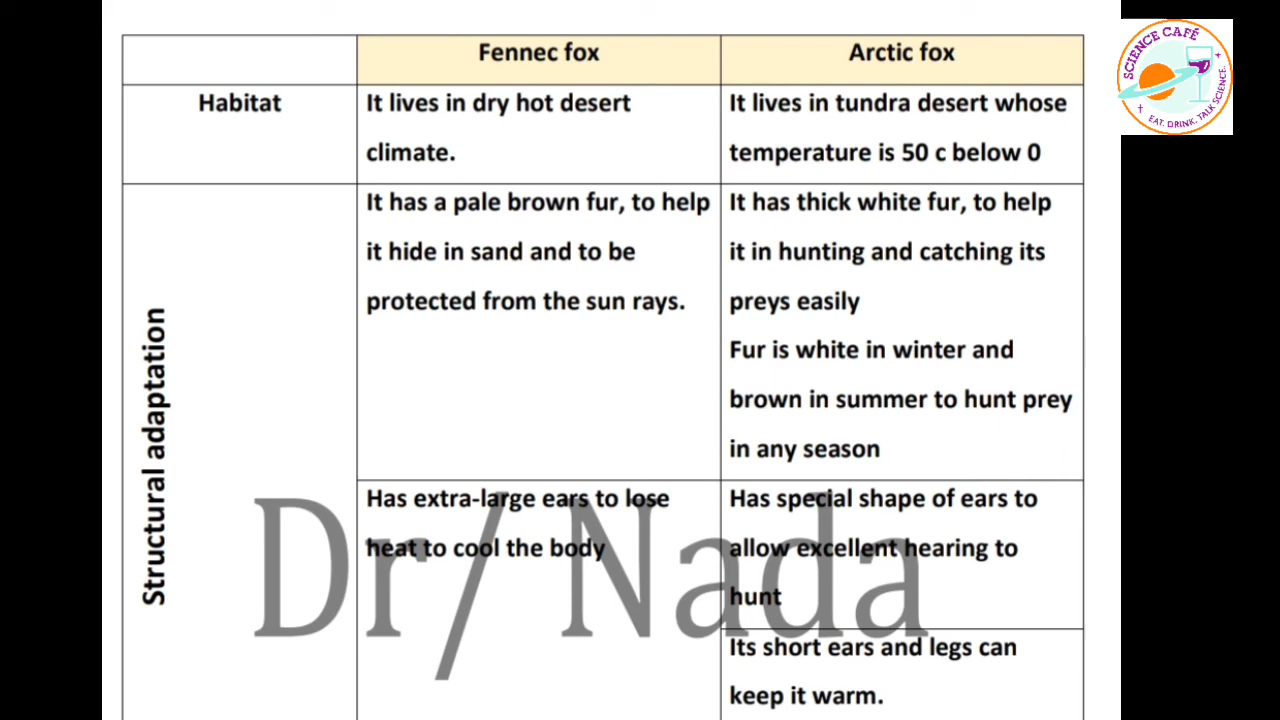 Fennec fox
Arctic fox
Habitat
It lives in dry hot desert
climate.
It lives in tundra desert whose
temperature is 50 c below 0
Structural adaptation
It has a pale brown fur, to help
it hide in sand and to be
protected from the sun rays.
It has thick white fur, to help
it in hunting and catching its
preys easily
Fur is white in winter and
brown in summer to hunt prey
in any season
Has extra-large ears to lose
heat to cool the body
Has special shape of ears to
allow excellent hearing to
hunt
Its short ears and legs can
keep it warm.
Dr/ Nada
SCIENCE CAFÉ
EAT. DRINK. TALK SCIENCE.